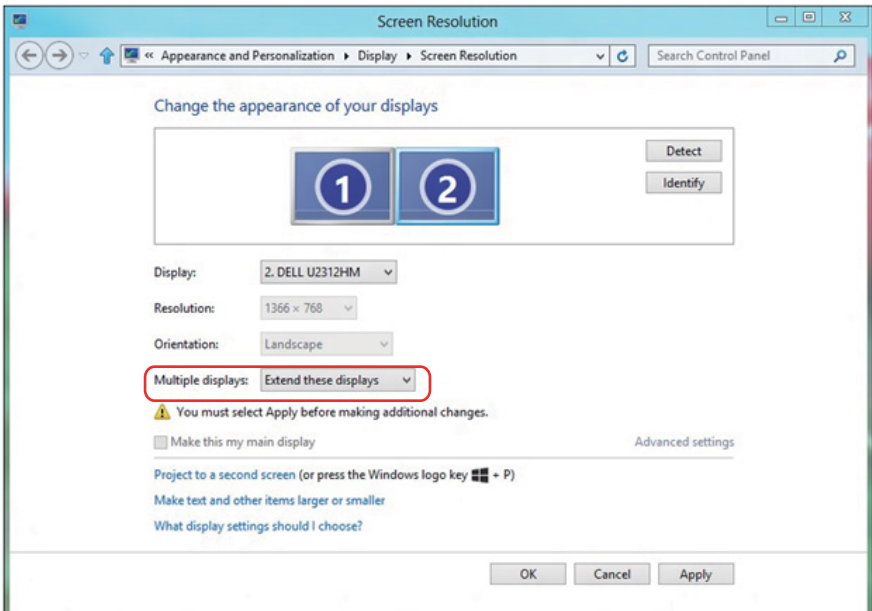 Screen Resolution
« Appearance and Personalization Display Screen Resolution Search Control Panel
Change the appearance of your displays
1 2
Detect
Identify
Display: 2. DELL U2312HM
Resolution: 1366 × 768
Orientation: Landscape
Multiple displays: Extend these displays
You must select Apply before making additional changes.
Make this my main display Advanced settings
Project to a second screen (or press the Windows logo key + P)
Make text and other items larger or smaller
What display settings should I choose?
OK Cancel Apply